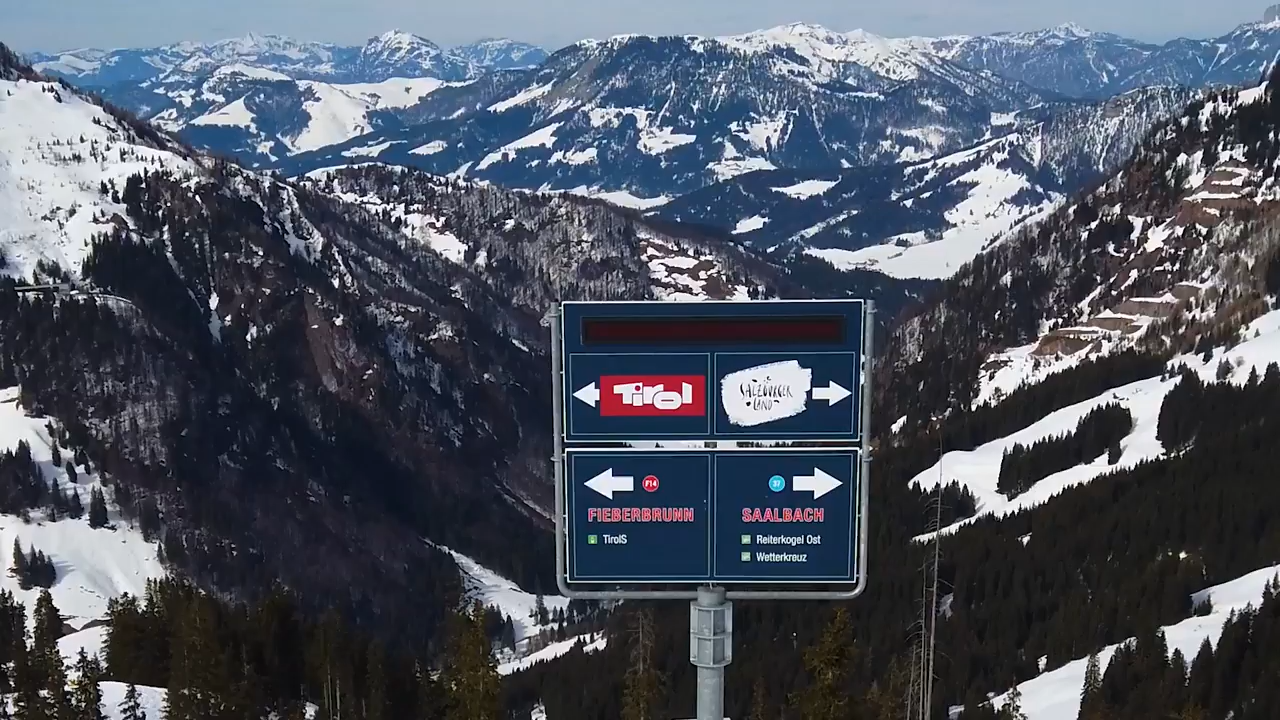 Tirol
SALZBURGER
LAND
F14
37
FIEBERBRUNN
SAALBACH
TirolS
Reiterkogel Ost
Wetterkreuz